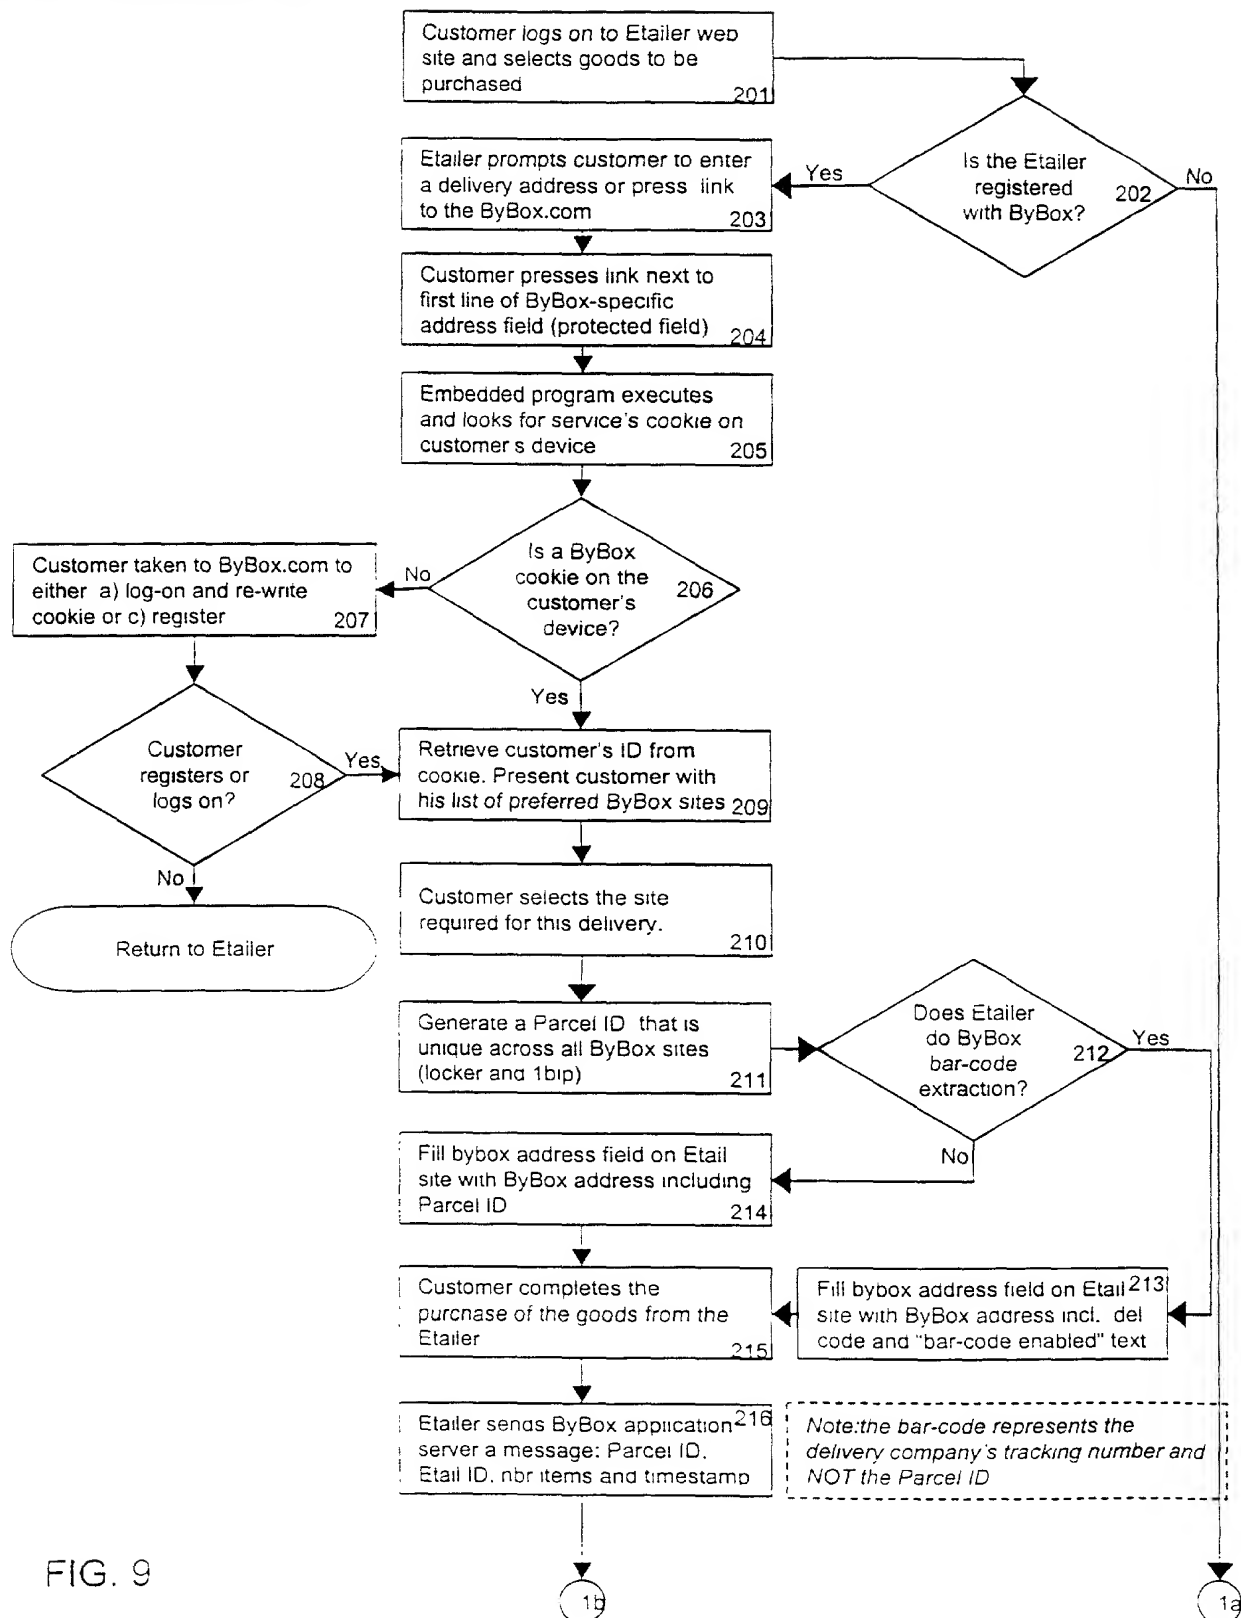 Customer logs on to Etailer web
site and selects goods to be
purchased
201
Etailer prompts customer to enter
a delivery address or press link
to the ByBox.com
203
Yes
Is the Etailer
registered
with ByBox?
202
No
Customer presses link next to
first line of ByBox-specific
address field (protected field)
204
Embedded program executes
and looks for service's cookie on
customer s device
205
Is a ByBox
cookie on the
customer's
device?
206
No
Customer taken to ByBox.com to
either a) log-on and re-write
cookie or c) register
207
Yes
Customer
registers or
logs on?
208
Yes
Retrieve customer's ID from
cookie. Present customer with
his list of preferred ByBox sites
209
No
Return to Etailer
Customer selects the site
required for this delivery.
210
Generate a Parcel ID that is
unique across all ByBox sites
(locker and 1bip)
211
Does Etailer
do ByBox
bar-code
extraction?
212
Yes
No
Fill bybox address field on Etail
site with ByBox address including
Parcel ID
214
Customer completes the
purchase of the goods from the
Etailer
215
Fill bybox address field on Etail
site with ByBox address incl. del
code and "bar-code enabled" text
213
Etailer sends ByBox application
server a message: Parcel ID,
Etail ID, nbr items and timestamp
216
Note:the bar-code represents the
delivery company's tracking number and
NOT the Parcel ID
FIG. 9
1b
1a